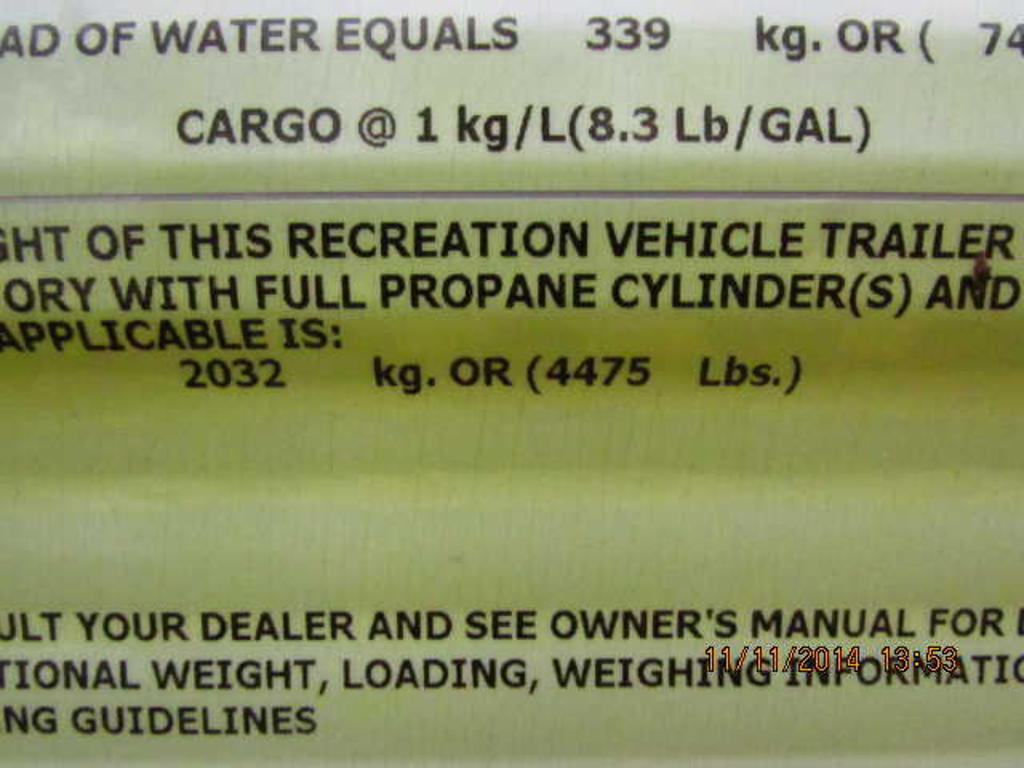 AD OF WATER EQUALS 339 kg. OR ( 74
CARGO @ 1 kg/L(8.3 Lb/GAL)
GHT OF THIS RECREATION VEHICLE TRAILER
ORY WITH FULL PROPANE CYLINDER(S) AND
APPLICABLE IS:
2032 kg. OR (4475 Lbs.)
ULT YOUR DEALER AND SEE OWNER'S MANUAL FOR
TIONAL WEIGHT, LOADING, WEIGHING INFORMATIO
NG GUIDELINES
11/11/2014 13:53